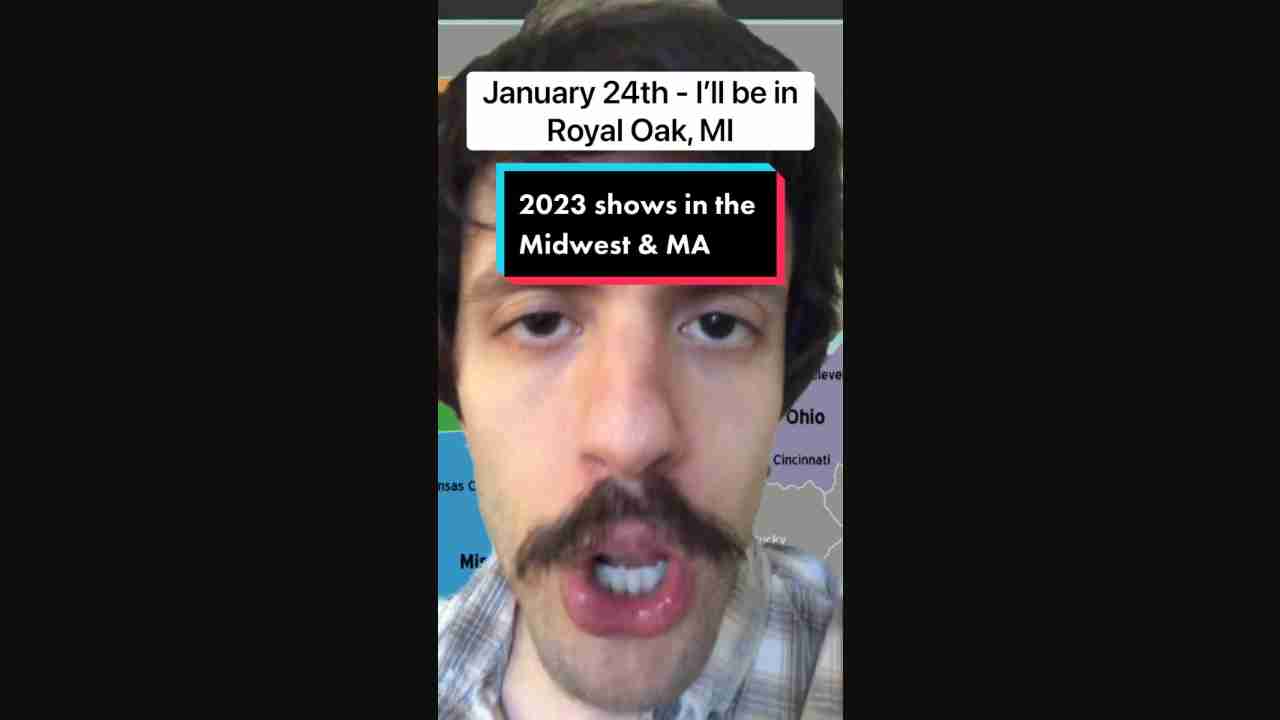 January 24th - I'll be in
Royal Oak, MI
2023 shows in the
Midwest & MA
Ohio
Cincinnati